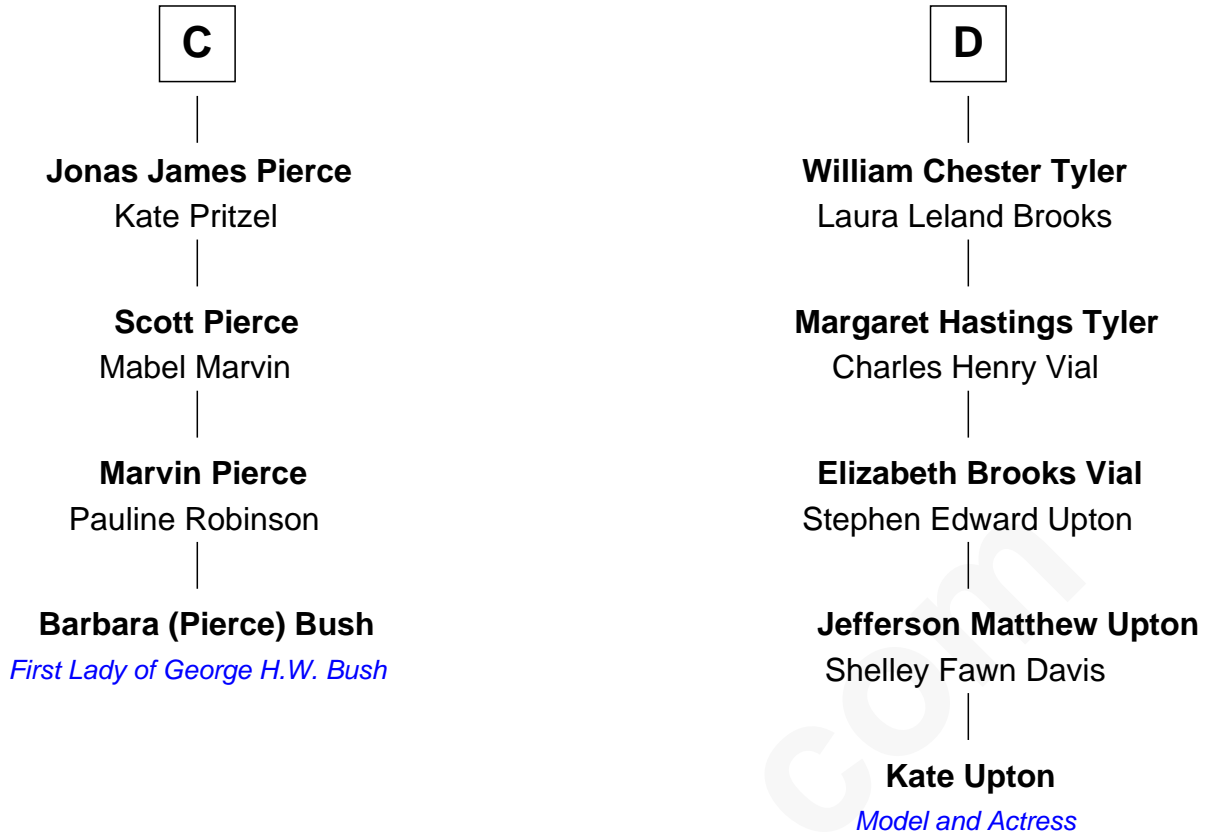 C
Jonas James Pierce
Kate Pritzel
Scott Pierce
Mabel Marvin
Marvin Pierce
Pauline Robinson
Barbara (Pierce) Bush
First Lady of George H.W. Bush
D
William Chester Tyler
Laura Leland Brooks
Margaret Hastings Tyler
Charles Henry Vial
Elizabeth Brooks Vial
Stephen Edward Upton
Jefferson Matthew Upton
Shelley Fawn Davis
Kate Upton
Model and Actress
com